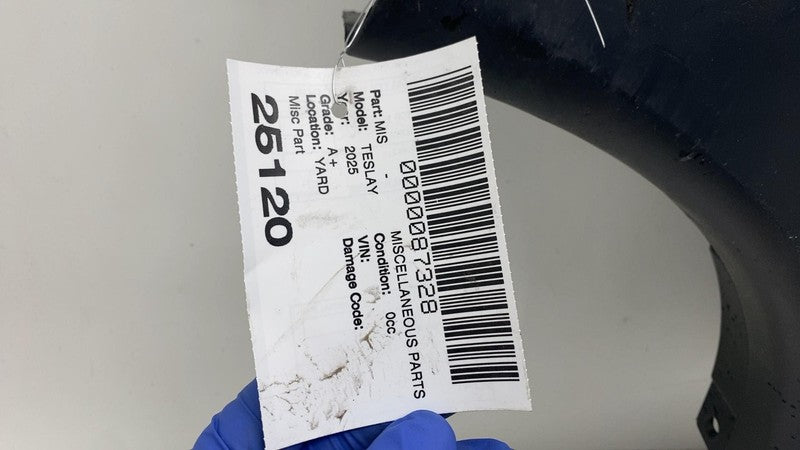 0000087328
Part: MIS - MISCELLANEOUS PARTS
Model: TESLAY Condition: 0cc
Year: 2025 VIN:
Grade: A+ Damage Code:
Location: YARD
Misc Part
25120